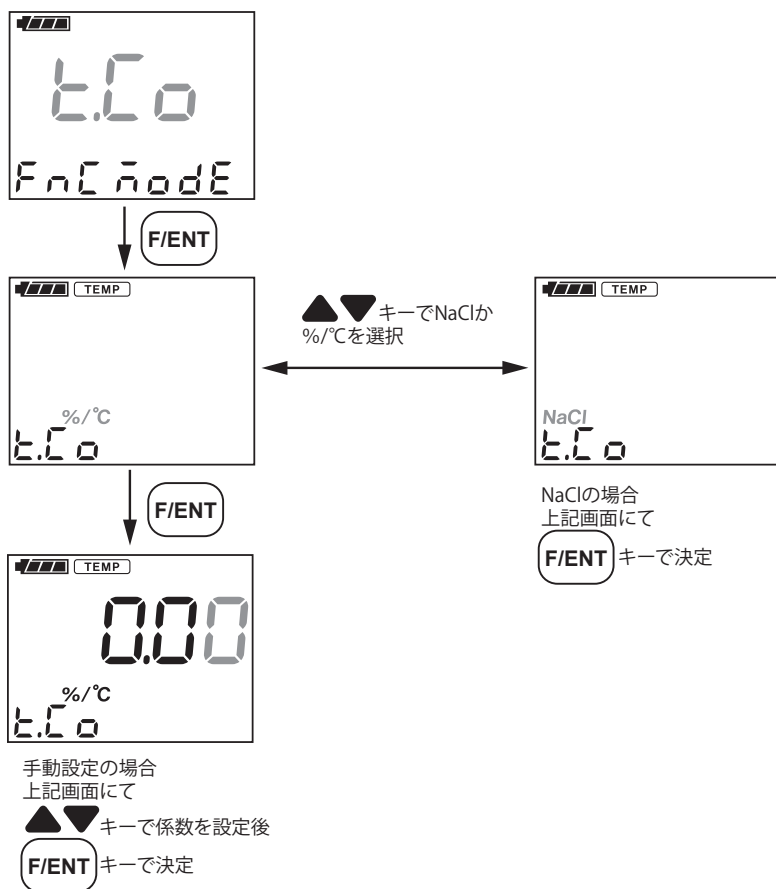 t.Co
FnC modE
F/ENT
TEMP
%/℃
t.Co
▲▼キーでNaClか
%/℃を選択
TEMP
NaCl
t.Co
NaClの場合
上記画面にて
F/ENT キーで決定
F/ENT
TEMP
0.00
%/℃
t.Co
手動設定の場合
上記画面にて
▲▼キーで係数を設定後
F/ENT キーで決定